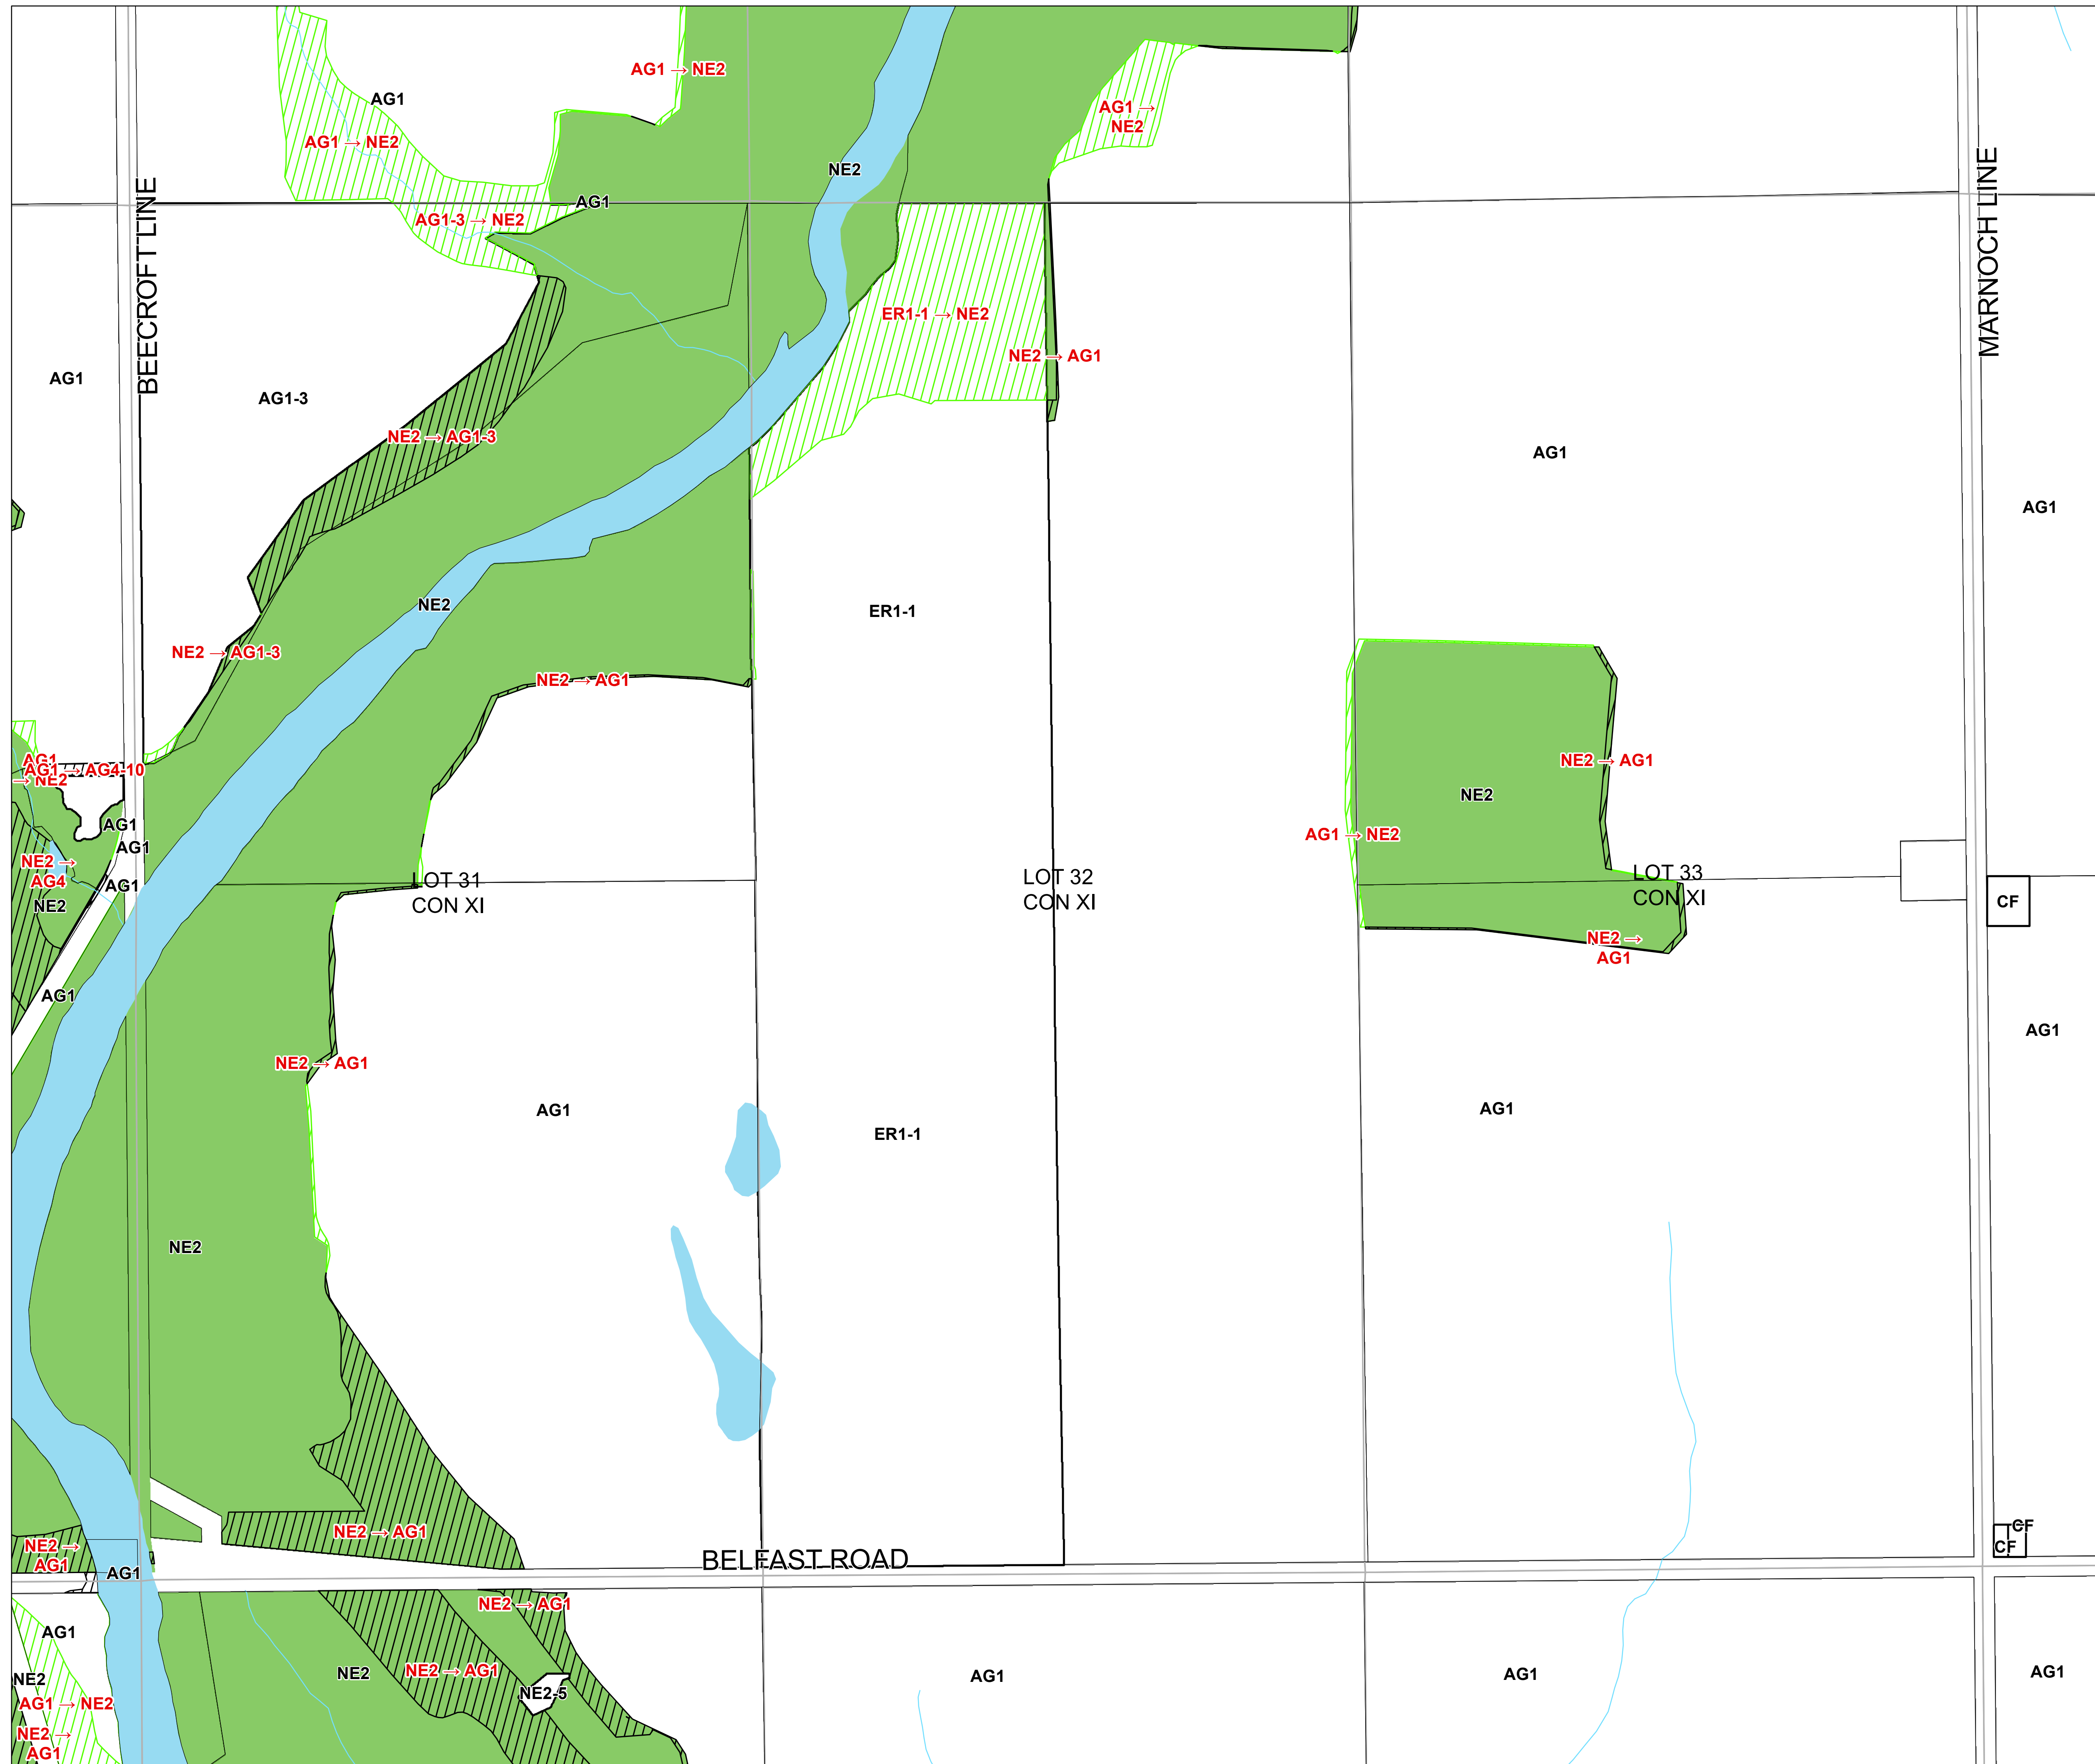 AG1 → NE2
AG1
AG1 →
NE2
AG1 → NE2
NE2
AG1
AG1-3 → NE2
BEECROFT LINE
MARNOCH LINE
ER1-1 → NE2
NE2 → AG1
AG1
AG1-3
NE2 → AG1-3
AG1
AG1
NE2
ER1-1
NE2 → AG1-3
NE2 → AG1
AG1
→ NE2
AG1 → AG4-10
NE2 → AG1
NE2
AG1
AG1 → NE2
AG1
NE2 →
AG4
AG1
NE2
LOT 31
CON XI
LOT 32
CON XI
LOT 33
CON XI
CF
NE2 →
AG1
AG1
AG1
NE2 → AG1
AG1
AG1
ER1-1
NE2
NE2 → AG1
CF
CF
NE2 →
AG1
AG1
BELFAST ROAD
NE2 → AG1
AG1
NE2
NE2 → AG1
NE2
NE2-5
AG1
AG1
AG1
AG1 → NE2
NE2 →
AG1